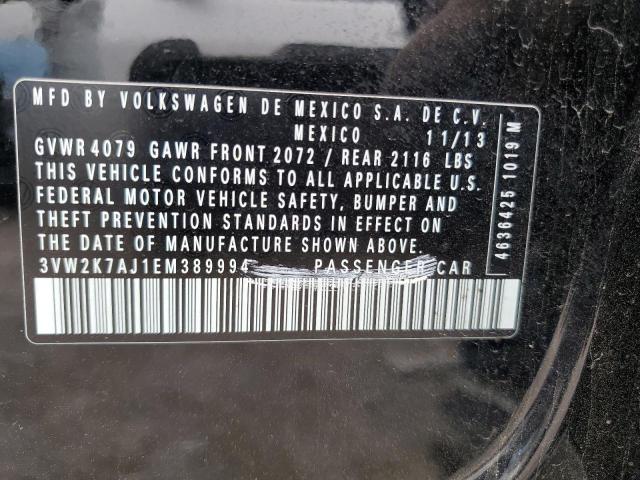 MFD BY VOLKSWAGEN DE MEXICO S.A. DE C.V.
MEXICO 11/13
GVWR 4079 GAWR FRONT 2072 / REAR 2116 LBS
THIS VEHICLE CONFORMS TO ALL APPLICABLE U.S.
FEDERAL MOTOR VEHICLE SAFETY, BUMPER AND
THEFT PREVENTION STANDARDS IN EFFECT ON
THE DATE OF MANUFACTURE SHOWN ABOVE.
3VW2K7AJ1EM389994 PASSENGER CAR
4636425 1019 M